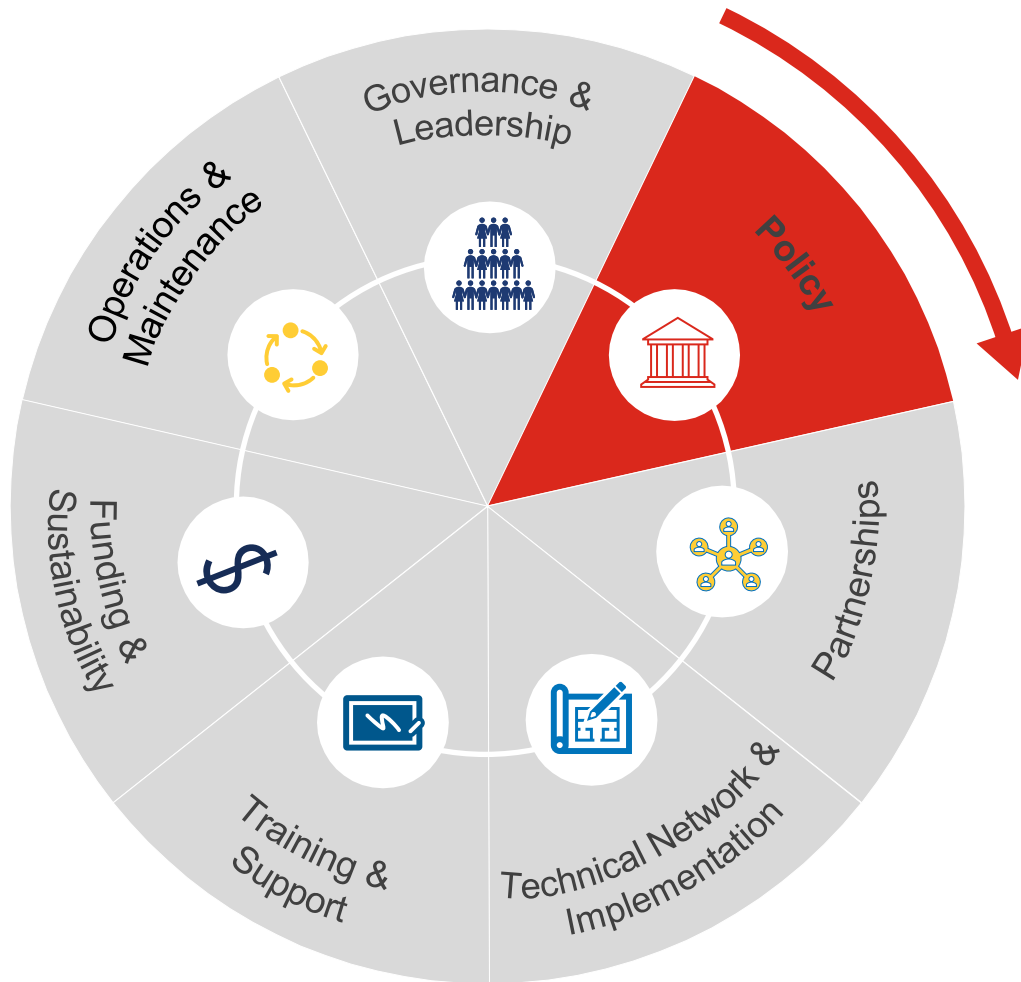 Governance &
Leadership
Policy
Partnerships
Technical Network &
Implementation
Training &
Support
Funding &
Sustainability
Operations &
Maintenance